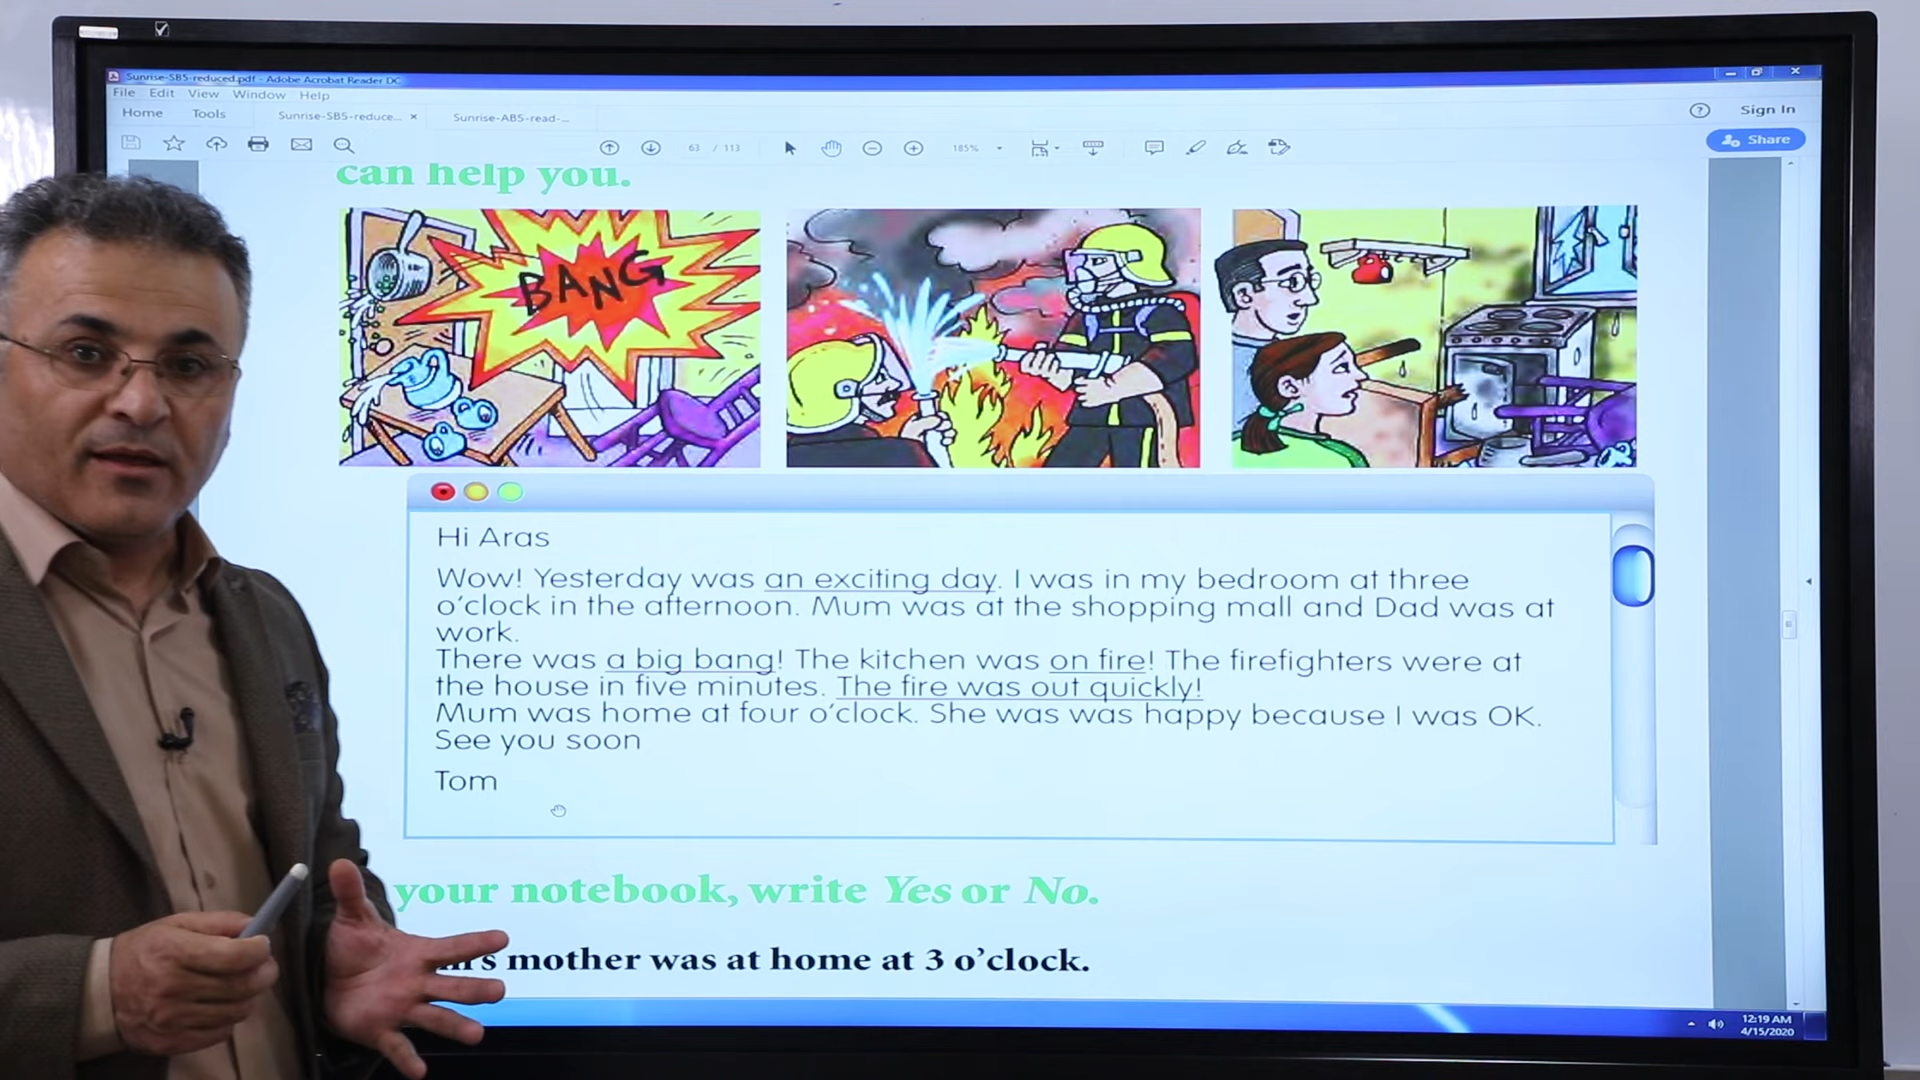 Sunrise-SB5-reduced.pdf - Adobe Acrobat Reader DC
File Edit View Window Help
Home Tools Sunrise-SB5-reduce... × Sunrise-AB5-read-...
? Sign In
63 / 113 185%
Share
can help you.
BANG
Hi Aras
Wow! Yesterday was an exciting day. I was in my bedroom at three
o'clock in the afternoon. Mum was at the shopping mall and Dad was at
work.
There was a big bang! The kitchen was on fire! The firefighters were at
the house in five minutes. The fire was out quickly!
Mum was home at four o'clock. She was was happy because I was OK.
See you soon
Tom
your notebook, write Yes or No.
's mother was at home at 3 o'clock.
12:19 AM
4/15/2020